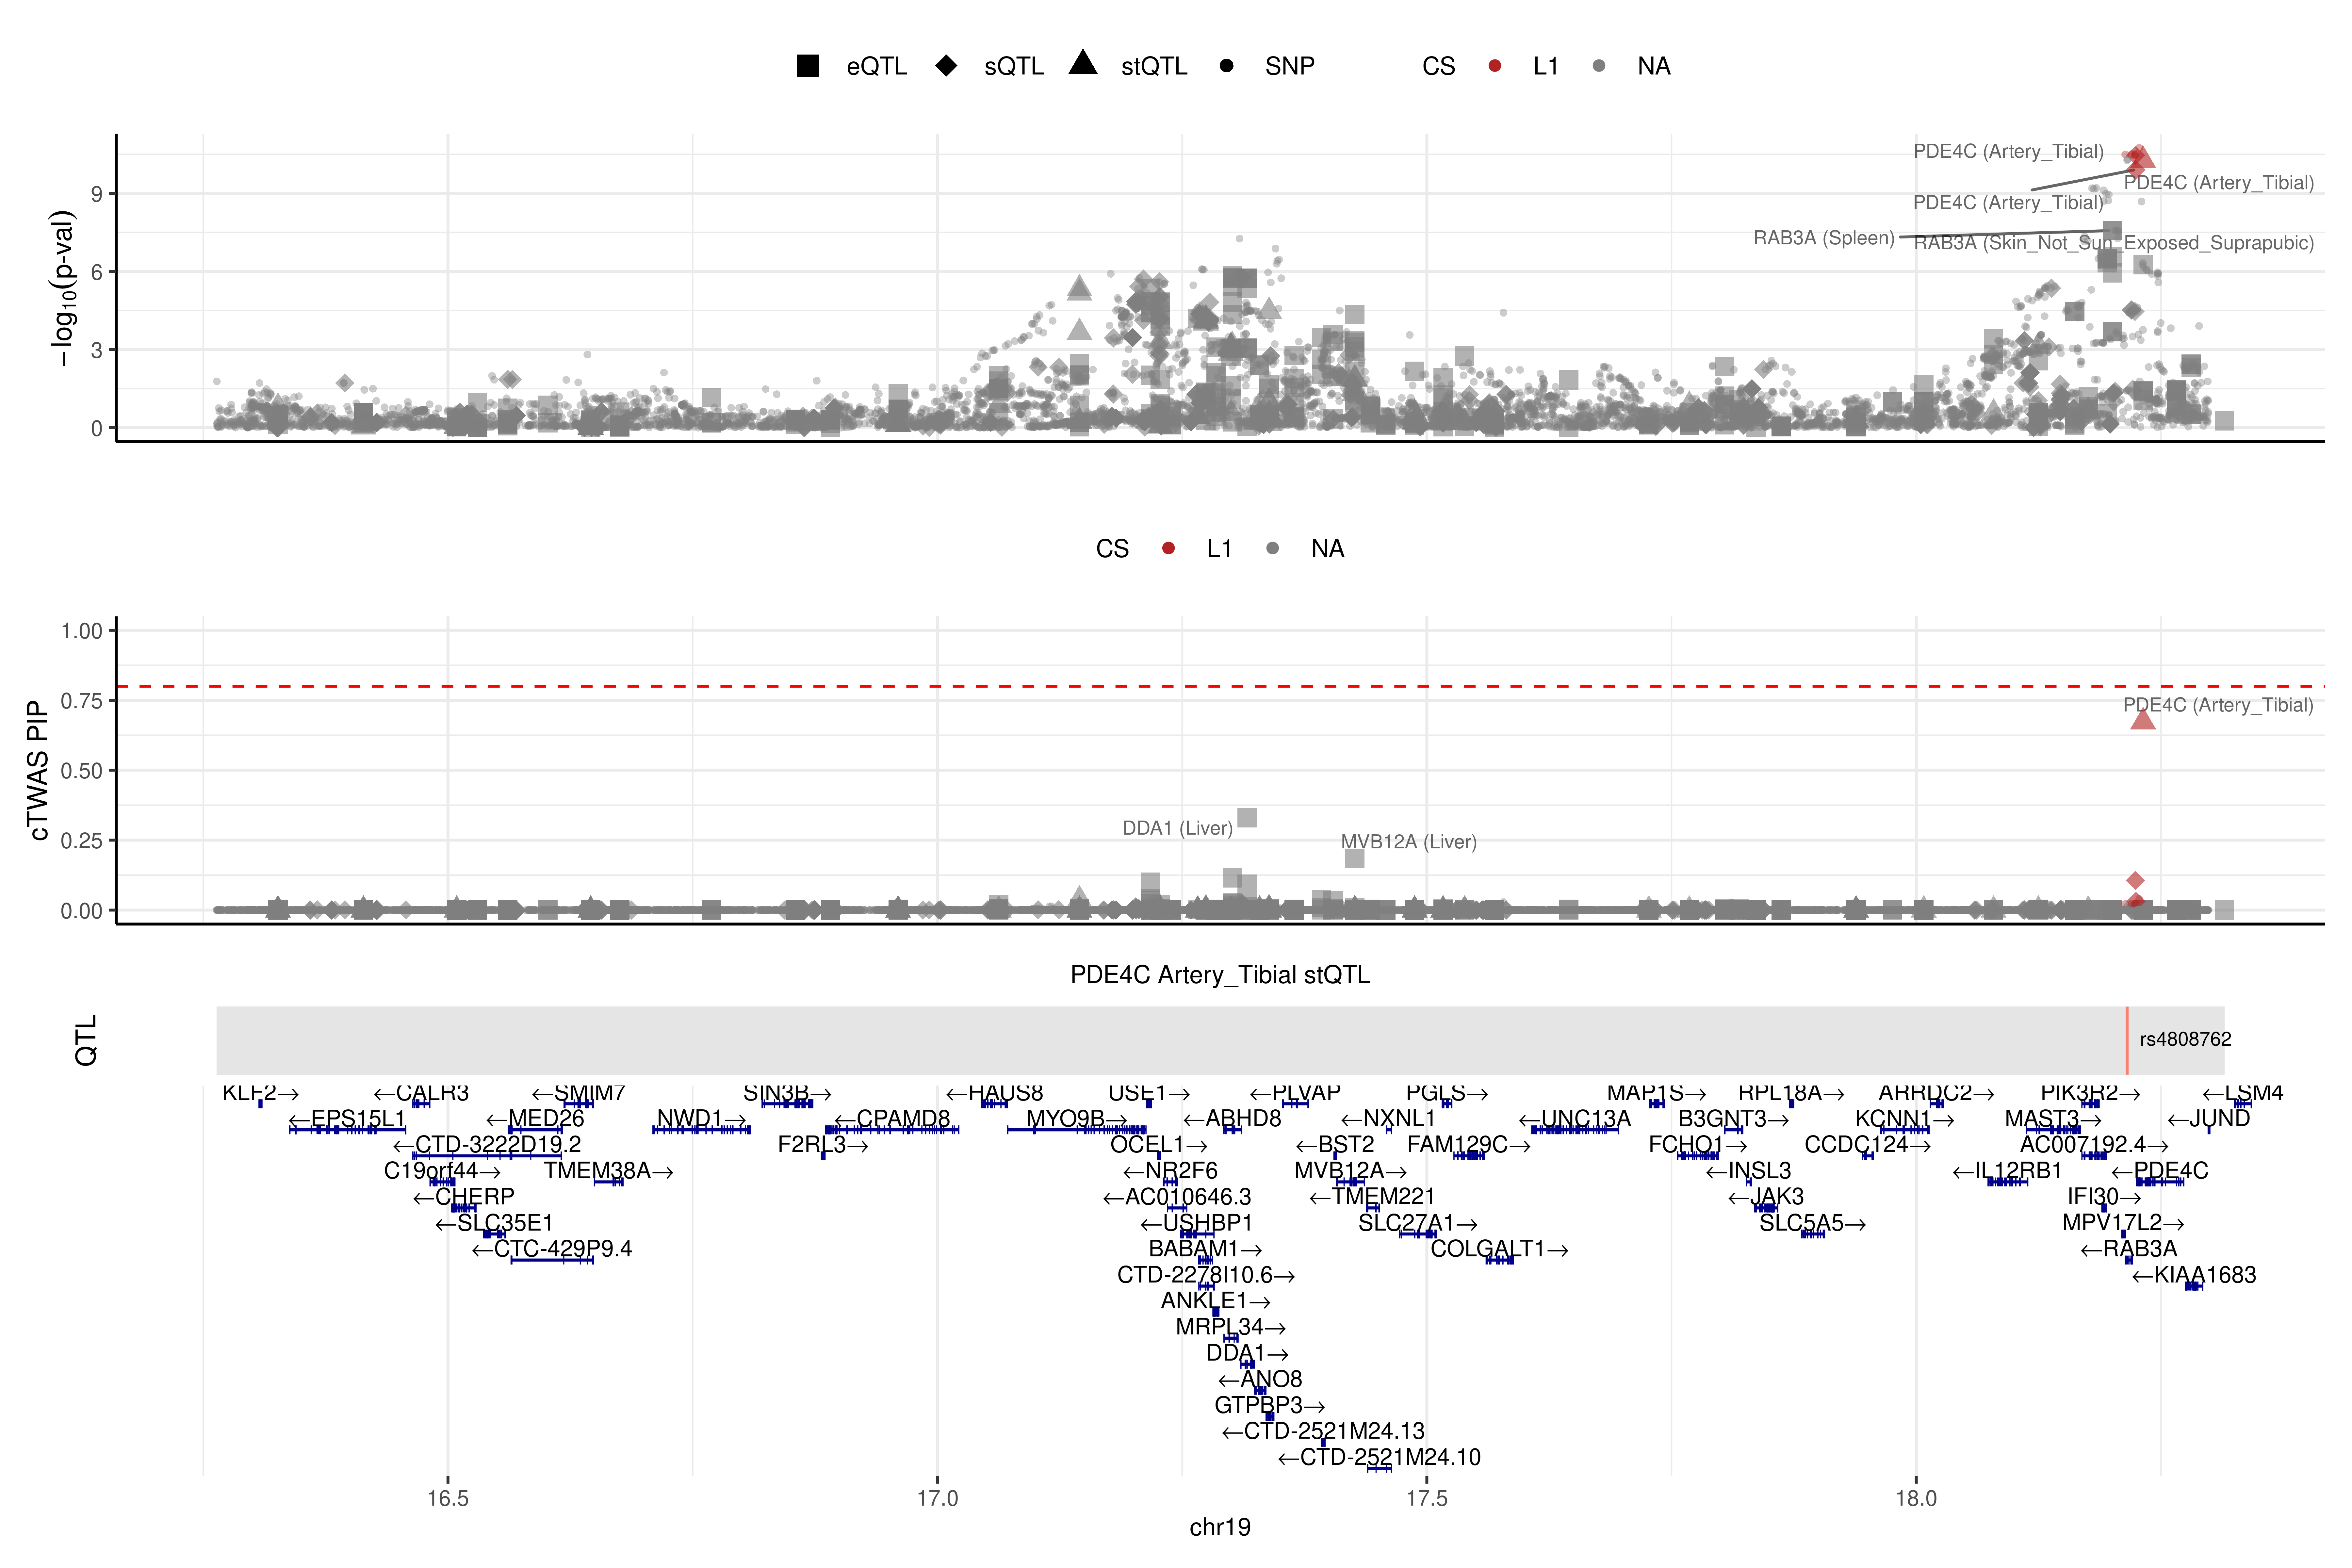 eQTL sQTL stQTL SNP CS L1 NA
−log10(p-val)
9
6
3
0
PDE4C (Artery_Tibial)
PDE4C (Artery_Tibial)
PDE4C (Artery_Tibial)
RAB3A (Spleen)
RAB3A (Skin_Not_Sun_Exposed_Suprapubic)
CS L1 NA
cTWAS PIP
1.00
0.75
0.50
0.25
0.00
PDE4C (Artery_Tibial)
DDA1 (Liver)
MVB12A (Liver)
PDE4C Artery_Tibial stQTL
QTL
rs4808762
KLF2→ ←CALR3 ←SMIM7 SIN3B→ ←HAUS8 USE1→ ←PLVAP PGLS→ MAP1S→ RPL18A→ ARRDC2→ PIK3R2→ ←LSM4
←EPS15L1 ←MED26 NWD1→ ←CPAMD8 MYO9B→ ←ABHD8 ←NXNL1 ←UNC13A B3GNT3→ KCNN1→ MAST3→ ←JUND
←CTD-3222D19.2 F2RL3→ OCEL1→ ←BST2 FAM129C→ FCHO1→ CCDC124→ AC007192.4→
C19orf44→ TMEM38A→ ←NR2F6 MVB12A→ ←INSL3 ←IL12RB1 ←PDE4C
←CHERP ←AC010646.3 ←TMEM221 ←JAK3 IFI30→
←SLC35E1 ←USHBP1 SLC27A1→ SLC5A5→ MPV17L2→
←CTC-429P9.4 BABAM1→ COLGALT1→ ←RAB3A
CTD-2278I10.6→ ←KIAA1683
ANKLE1→
MRPL34→
DDA1→
←ANO8
GTPBP3→
←CTD-2521M24.13
←CTD-2521M24.10
16.5 17.0 17.5 18.0
chr19